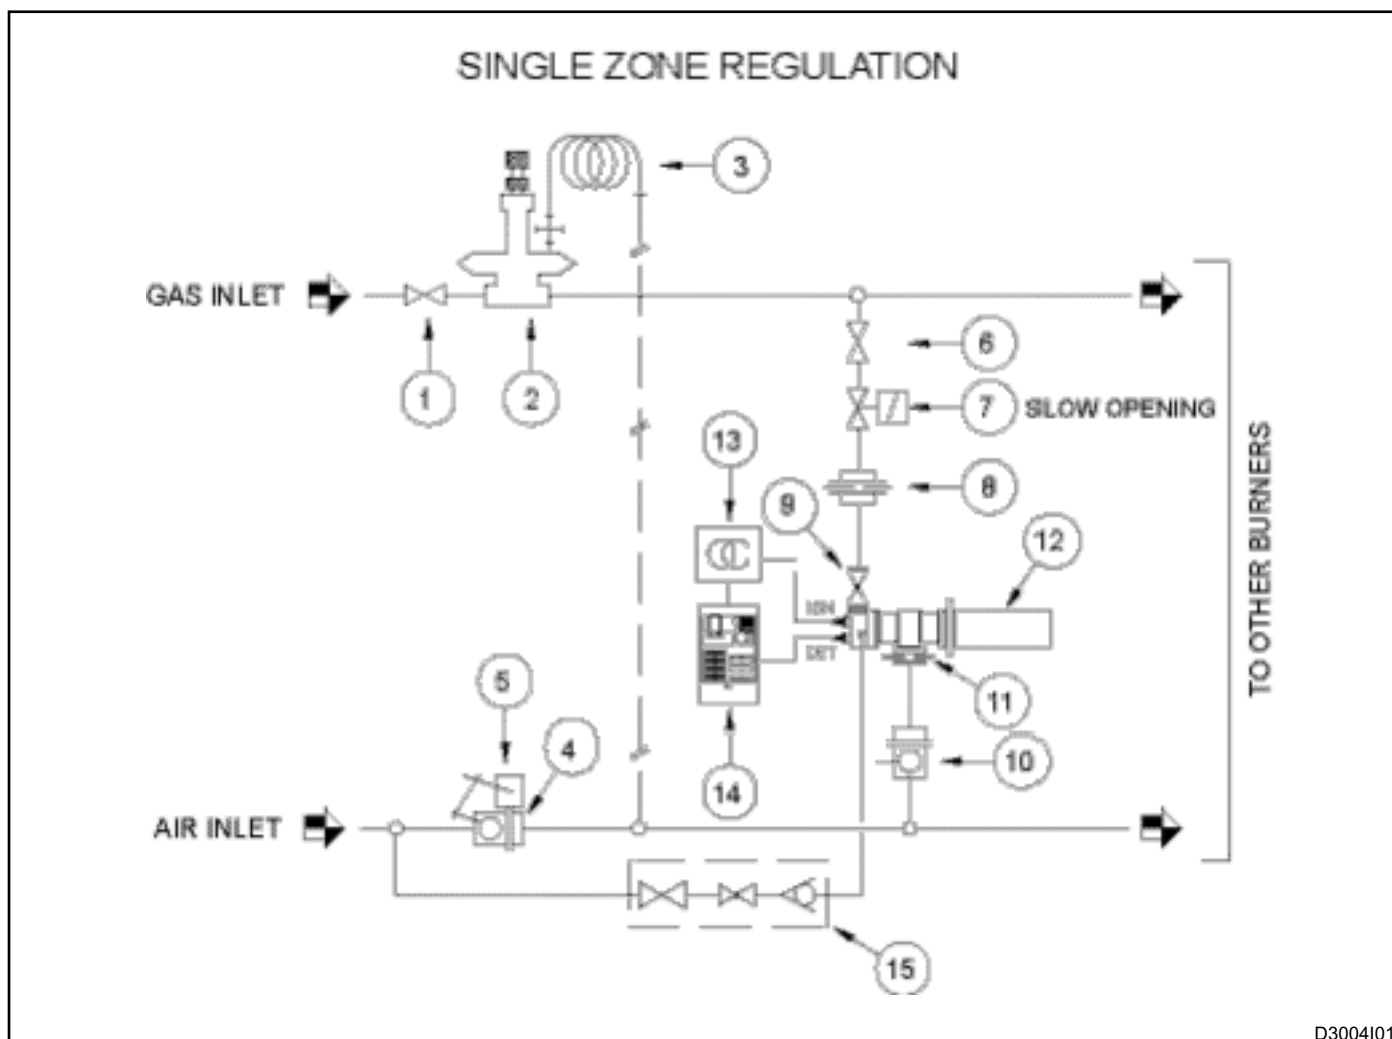 SINGLE ZONE REGULATION
3
GAS INLET
1
2
6
7 SLOW OPENING
13
8
9
12
ION
DET
TO OTHER BURNERS
5
11
4
10
14
AIR INLET
15
D3004I01